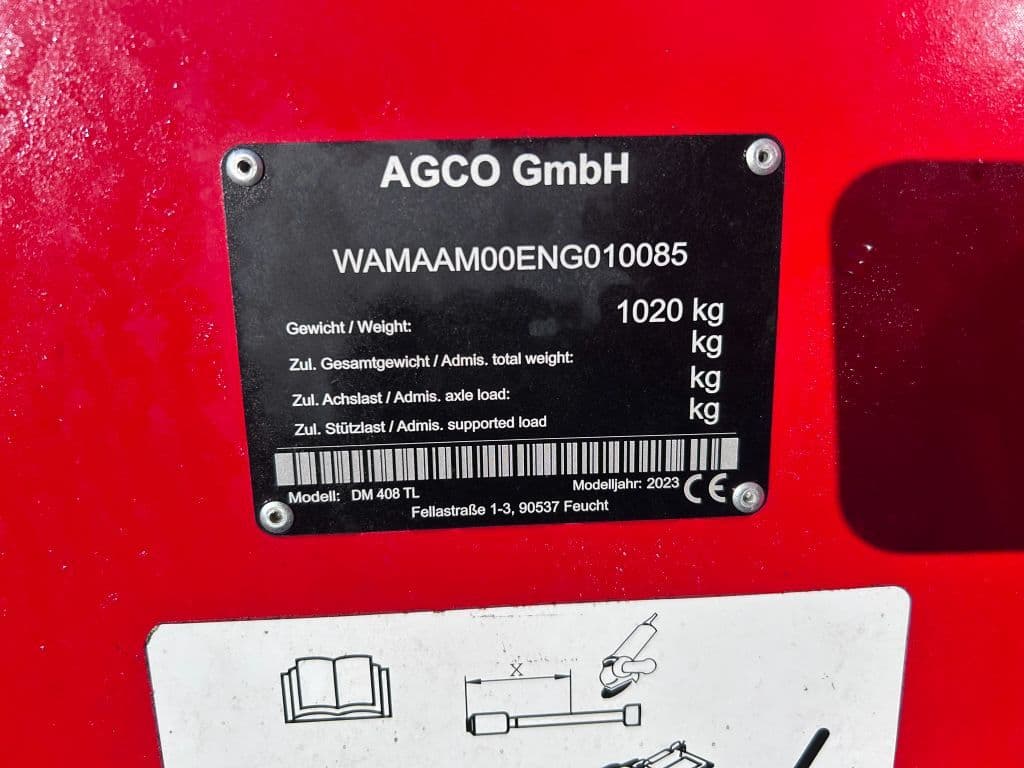 AGCO GmbH
WAMAAM00ENG010085
Gewicht / Weight: 1020 kg
Zul. Gesamtgewicht / Admis. total weight: kg
Zul. Achslast / Admis. axle load: kg
Zul. Stützlast / Admis. supported load kg
Modell: DM 408 TL Modelljahr: 2023 CE
Fellastraße 1-3, 90537 Feucht
X